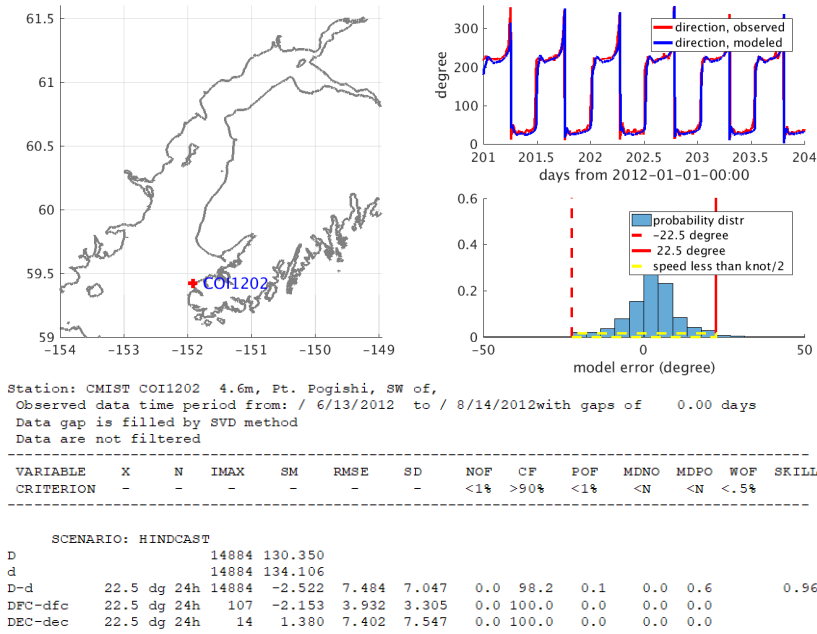 61.5
61
60.5
60
59.5
59
-154 -153 -152 -151 -150 -149
COI1202
degree
300
200
100
0
201 201.5 202 202.5 203 203.5 204
days from 2012-01-01-00:00
direction, observed
direction, modeled
0.6
0.4
0.2
0
-50 0 50
model error (degree)
probability distr
-22.5 degree
22.5 degree
speed less than knot/2
Station: CMIST COI1202 4.6m, Pt. Pogishi, SW of,
Observed data time period from: / 6/13/2012 to / 8/14/2012with gaps of 0.00 days
Data gap is filled by SVD method
Data are not filtered
VARIABLE X N IMAX SM RMSE SD NOF CF POF MDNO MDPO WOF SKILL
CRITERION - - - - - - <1% >90% <1% <N <N <.5%
SCENARIO: HINDCAST
D 14884 130.350
d 14884 134.106
D-d 22.5 dg 24h 14884 -2.522 7.484 7.047 0.0 98.2 0.1 0.0 0.6 0.96
DFC-dfc 22.5 dg 24h 107 -2.153 3.932 3.305 0.0 100.0 0.0 0.0 0.0
DEC-dec 22.5 dg 24h 14 1.380 7.402 7.547 0.0 100.0 0.0 0.0 0.0